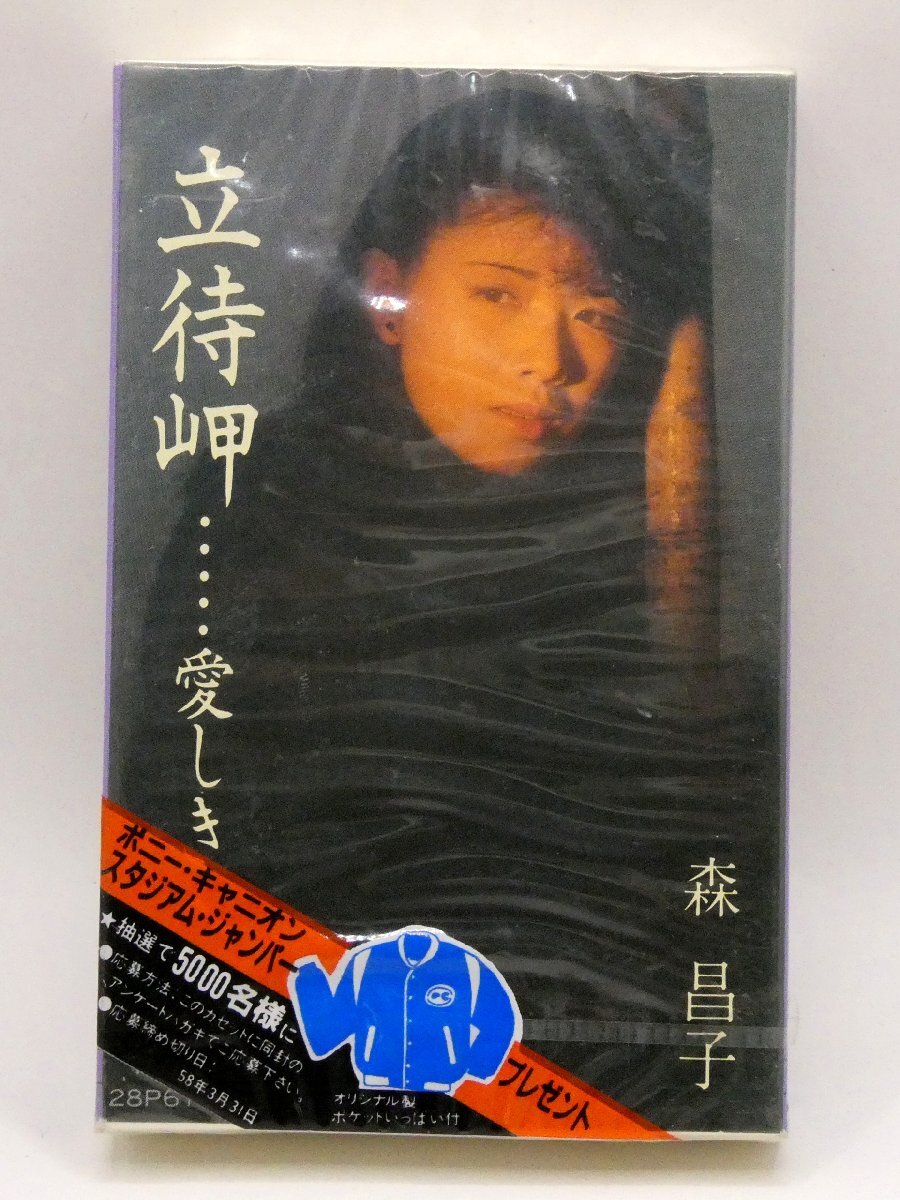 立待岬……愛しき
森 昌子
ポニー・キャニオン
スタジアム・ジャンパー
★抽選で5000名様に
●応募方法:このカセットに同封の
アンケートハガキでご応募下さい。
●応募締め切り日:
58年3月31日
プレゼント
オリジナル製
ポケットいっぱい付
28P6